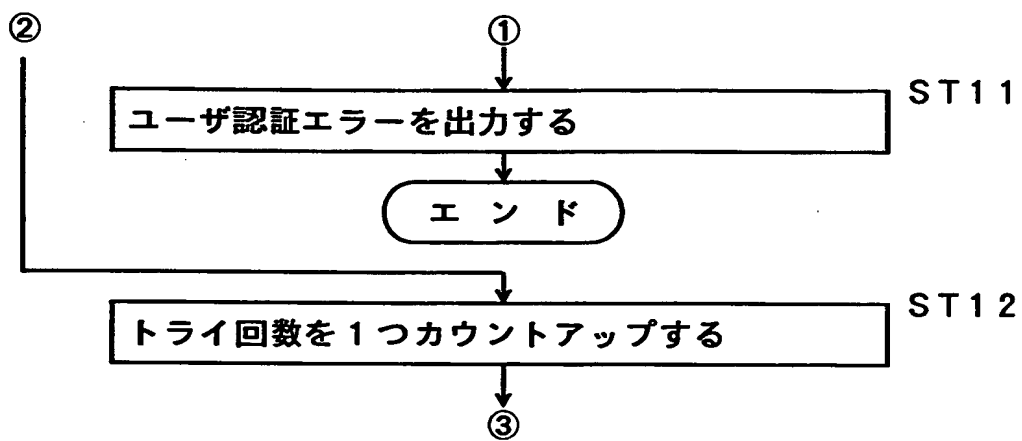 ② ①
ST11
ユーザ認証エラーを出力する
エンド
ST12
トライ回数を1つカウントアップする
③